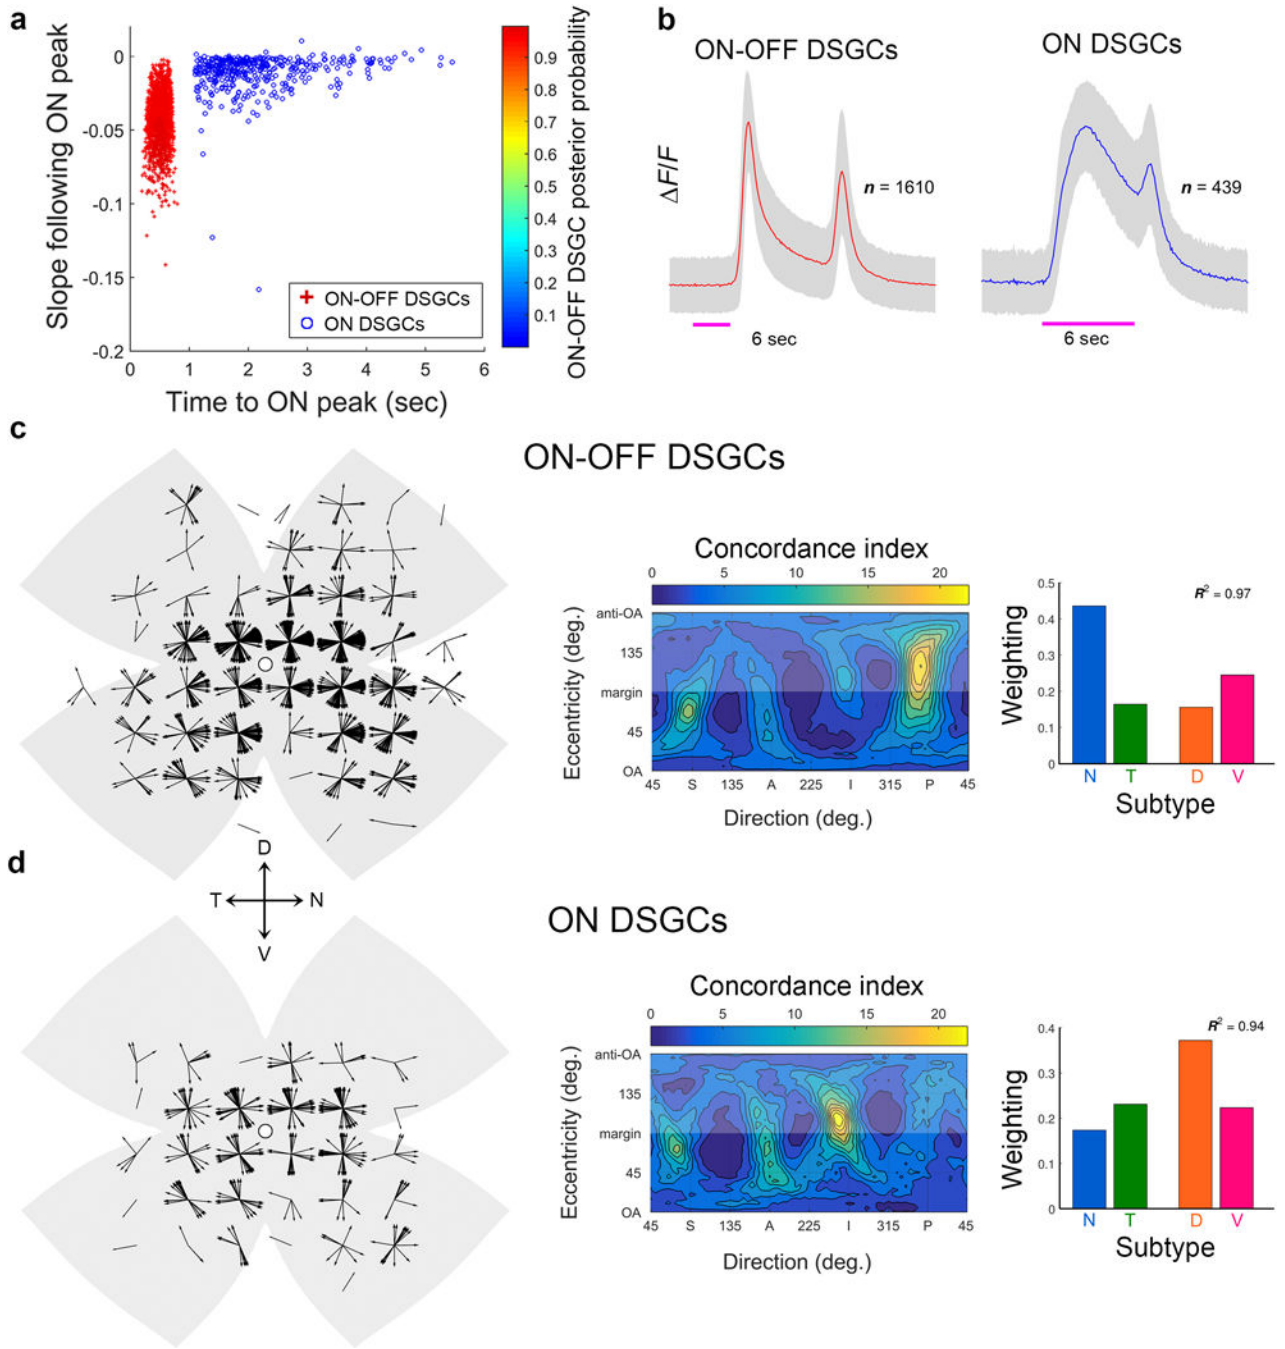 a
0
-0.05
-0.1
-0.15
-0.2
Slope following ON peak
0 1 2 3 4 5 6
Time to ON peak (sec)
ON-OFF DSGCs
ON DSGCs
0.9
0.8
0.7
0.6
0.5
0.4
0.3
0.2
0.1
ON-OFF DSGC posterior probability
b
ON-OFF DSGCs
ON DSGCs
ΔF/F
n = 1610
n = 439
6 sec
6 sec
c
ON-OFF DSGCs
Concordance index
0 5 10 15 20
anti-OA
135
margin
45
OA
Eccentricity (deg.)
45 S 135 A 225 I 315 P 45
Direction (deg.)
R² = 0.97
0.5
0.4
0.3
0.2
0.1
0
Weighting
N T D V
Subtype
D
T N
V
d
ON DSGCs
Concordance index
0 5 10 15 20
anti-OA
135
margin
45
OA
Eccentricity (deg.)
45 S 135 A 225 I 315 P 45
Direction (deg.)
R² = 0.94
0.4
0.3
0.2
0.1
0
Weighting
N T D V
Subtype